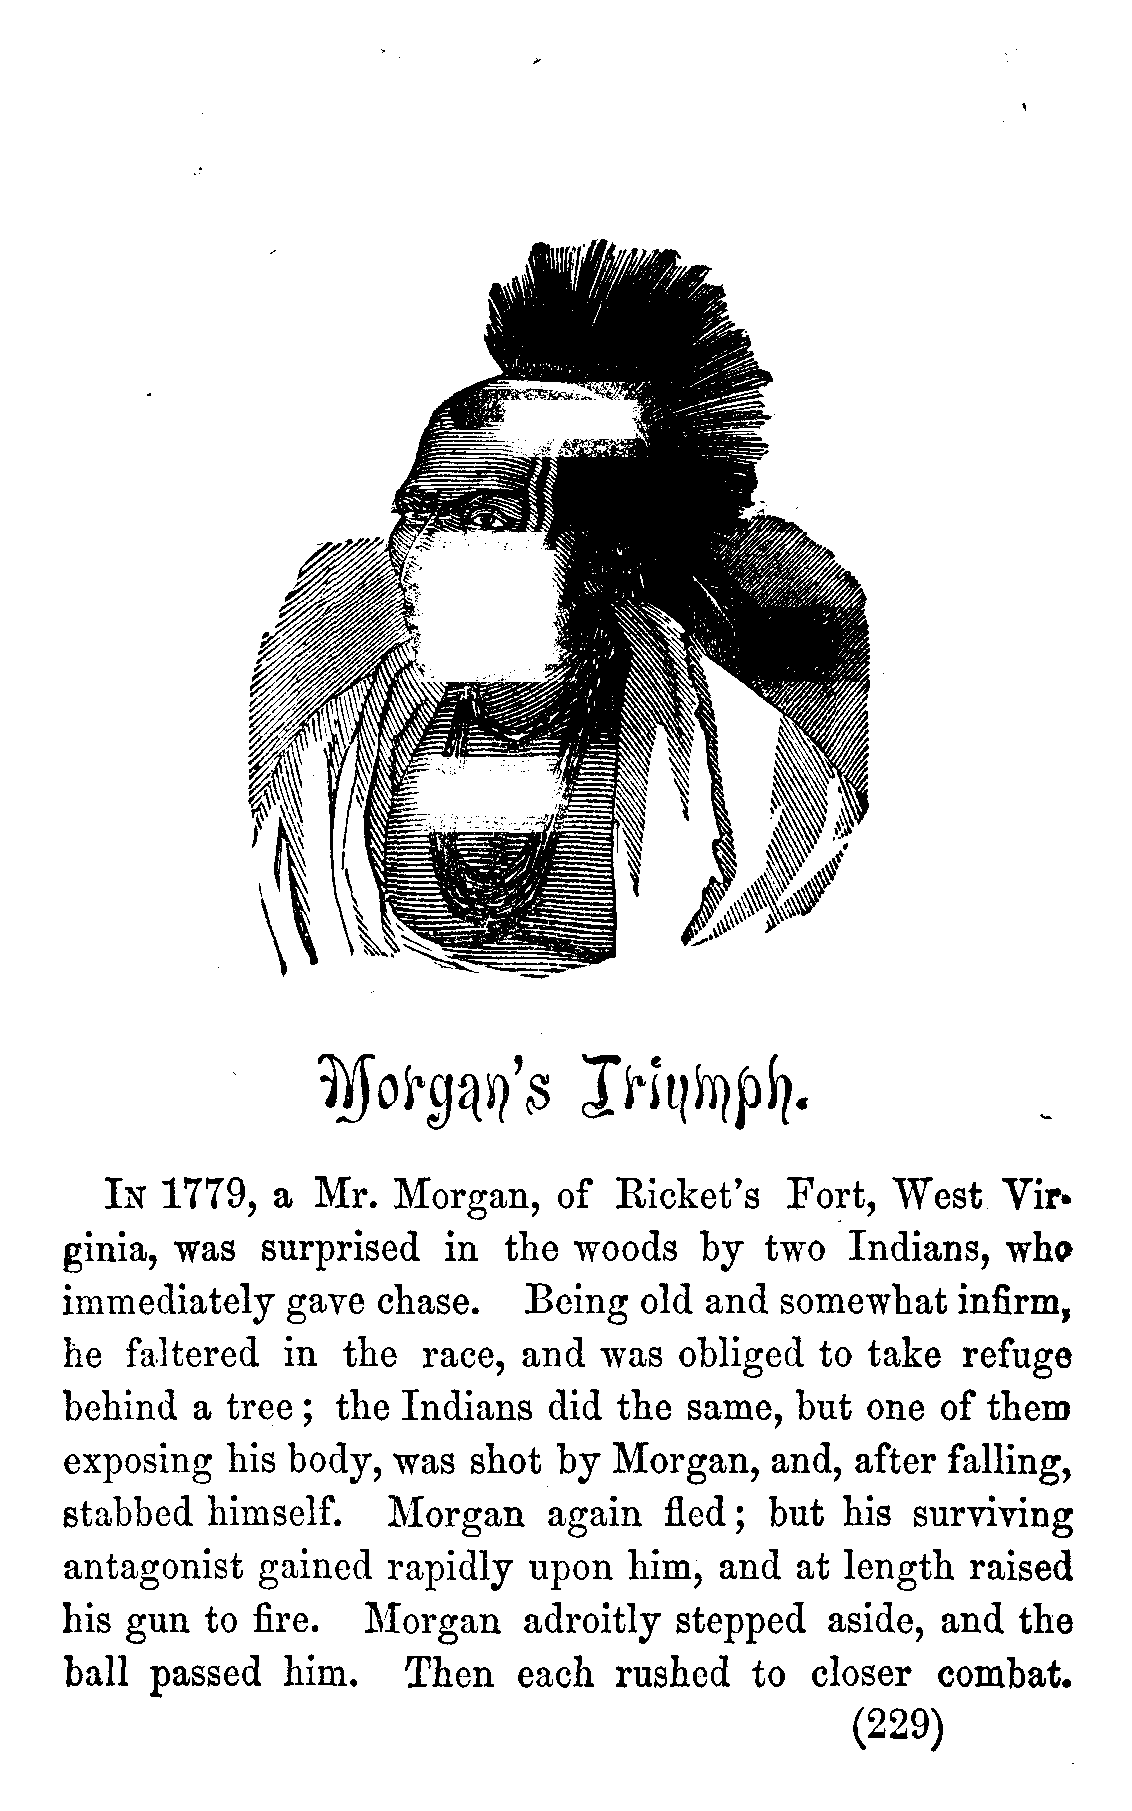 Morgan's Triumph.
IN 1779, a Mr. Morgan, of Ricket's Fort, West Vir-
ginia, was surprised in the woods by two Indians, who
immediately gave chase. Being old and somewhat infirm,
he faltered in the race, and was obliged to take refuge
behind a tree; the Indians did the same, but one of them
exposing his body, was shot by Morgan, and, after falling,
stabbed himself. Morgan again fled; but his surviving
antagonist gained rapidly upon him, and at length raised
his gun to fire. Morgan adroitly stepped aside, and the
ball passed him. Then each rushed to closer combat.
(229)